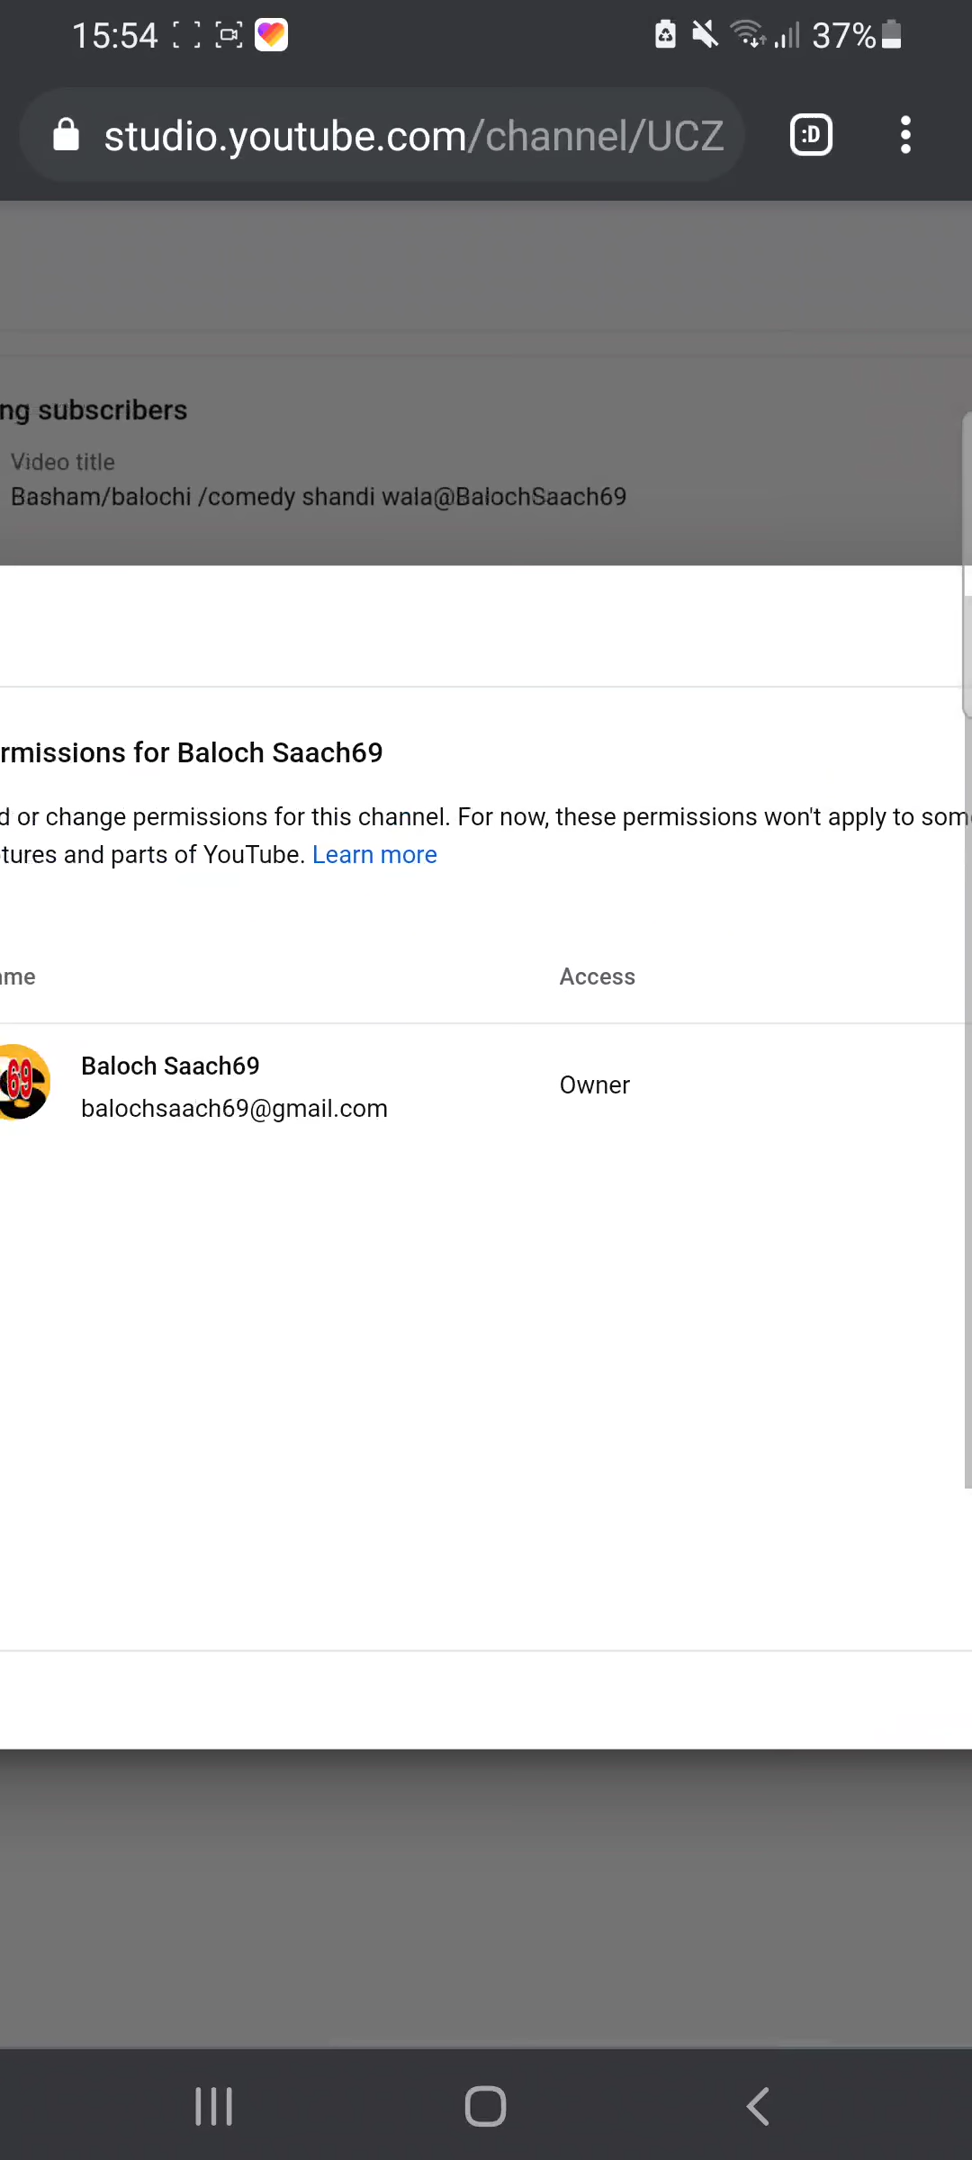 15:54
37%
studio.youtube.com/channel/UCZ
:D
ng subscribers
Video title
Basham/balochi /comedy shandi wala@BalochSaach69
rmissions for Baloch Saach69
d or change permissions for this channel. For now, these permissions won't apply to som
tures and parts of YouTube. Learn more
me
Access
69
Baloch Saach69
Owner
balochsaach69@gmail.com